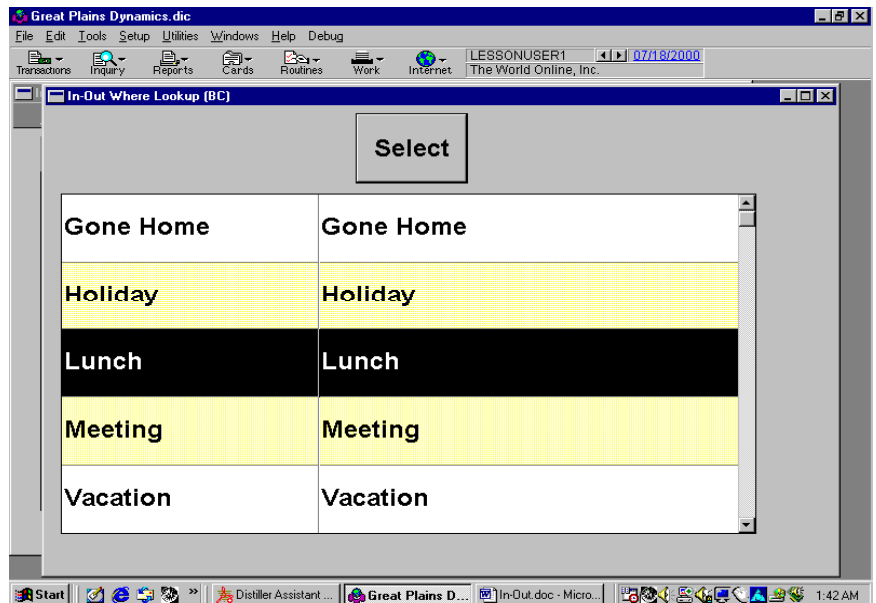 Great Plains Dynamics.dic
File Edit Tools Setup Utilities Windows Help Debug
Transactions Inquiry Reports Cards Routines Work Internet
LESSONUSER1 07/18/2000
The World Online, Inc.
In-Out Where Lookup (BC)
Select
Gone Home Gone Home
Holiday Holiday
Lunch Lunch
Meeting Meeting
Vacation Vacation
Start » Distiller Assistant ... Great Plains D... In-Out.doc - Micro... 1:42 AM